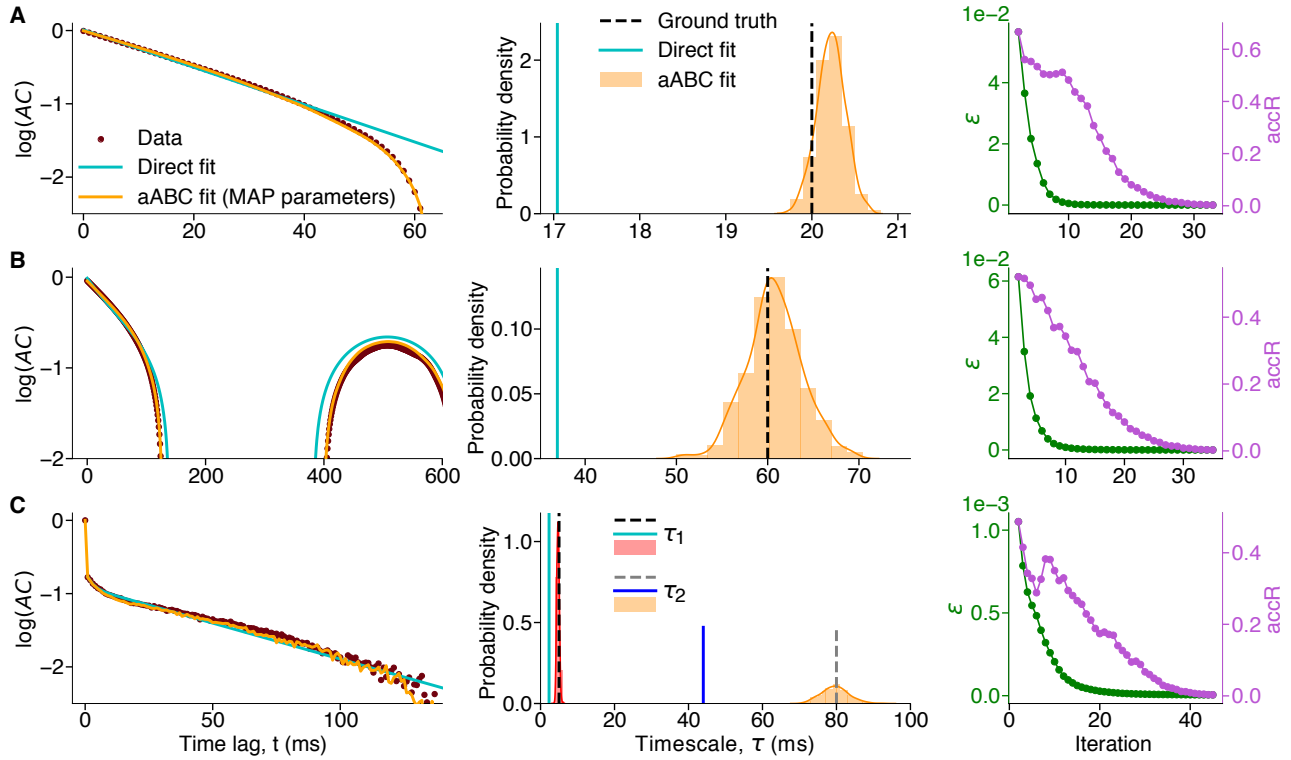 A
log(AC)
0
−1
−2
Data
Direct fit
aABC fit (MAP parameters)
0 20 40 60
Probability density
0
1
2
Ground truth
Direct fit
aABC fit
17 18 19 20 21
1e−2
ε
4
2
0
0.6
0.4
0.2
0.0
accR
10 20 30
B
log(AC)
0
−1
−2
0 200 400 600
Probability density
0.10
0.05
0.00
40 50 60 70
1e−2
ε
6
4
2
0
0.4
0.2
0.0
accR
10 20 30
C
log(AC)
0
−1
−2
0 50 100
Time lag, t (ms)
Probability density
1.0
0.5
0.0
τ1
τ2
0 20 40 60 80 100
Timescale, τ (ms)
1e−3
ε
1.0
0.5
0.0
0.4
0.2
0.0
accR
0 20 40
Iteration